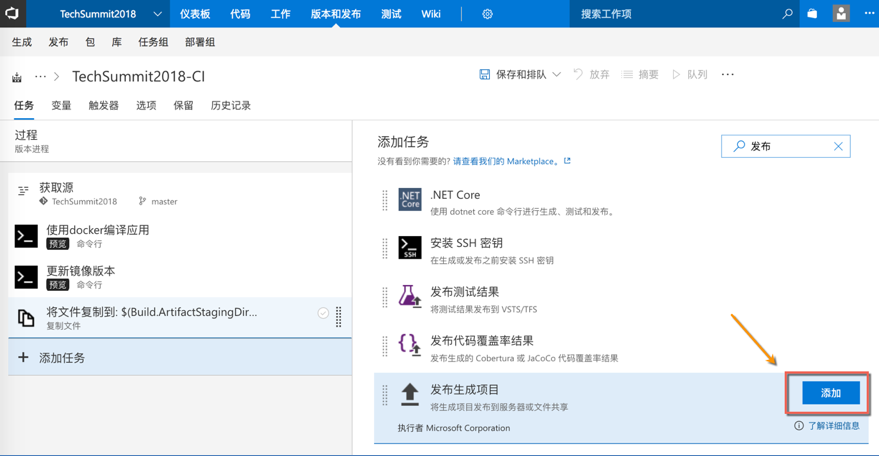 TechSummit2018 仪表板 代码 工作 版本和发布 测试 Wiki 搜索工作项
生成 发布 包 库 任务组 部署组
··· > TechSummit2018-CI 保存和排队 放弃 摘要 队列 ···
任务 变量 触发器 选项 保留 历史记录
过程
版本进程
获取源
TechSummit2018 master
使用docker编译应用
预览 命令行
更新镜像版本
预览 命令行
将文件复制到: $(Build.ArtifactStagingDir...
复制文件
+ 添加任务
添加任务
发布
没有看到你需要的? 请查看我们的 Marketplace。
.NET Core
.NET Core
使用 dotnet core 命令行进行生成、测试和发布。
SSH
安装 SSH 密钥
在生成或发布之前安装 SSH 密钥
发布测试结果
将测试结果发布到 VSTS/TFS
发布代码覆盖率结果
发布生成的 Cobertura 或 JaCoCo 代码覆盖率结果
发布生成项目
将生成项目发布到服务器或文件共享
添加
执行者 Microsoft Corporation
了解详细信息